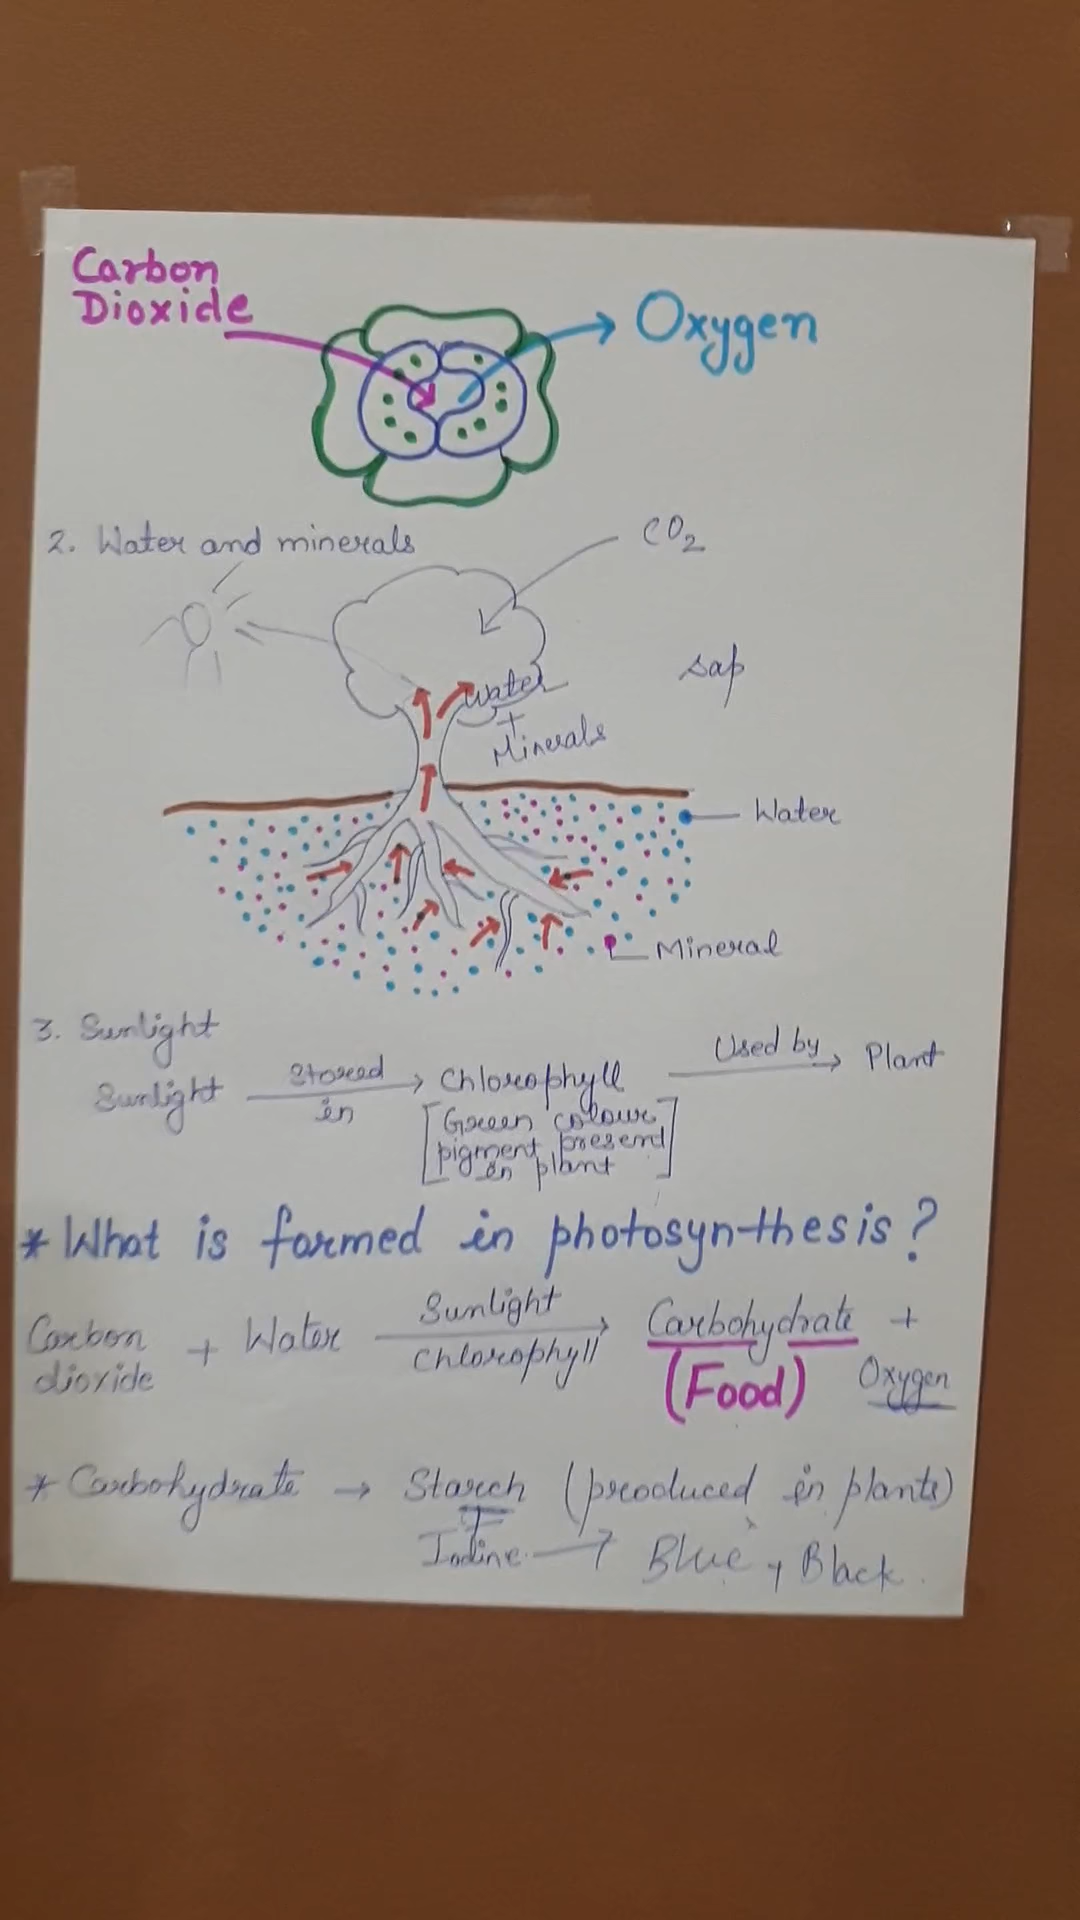 Carbon
Dioxide
Oxygen
2. Water and minerals
CO2
sap
water
+
Minerals
Water
Mineral
3. Sunlight
Sunlight Stored in → Chlorophyll Used by → Plant
[Green colour
pigment present
in plant]
* What is formed in photosynthesis?
Carbon dioxide + Water Sunlight Chlorophyll → Carbohydrate + Oxygen
(Food)
* Carbohydrate → Starch (produced in plants)
+
Iodine → Blue, Black.